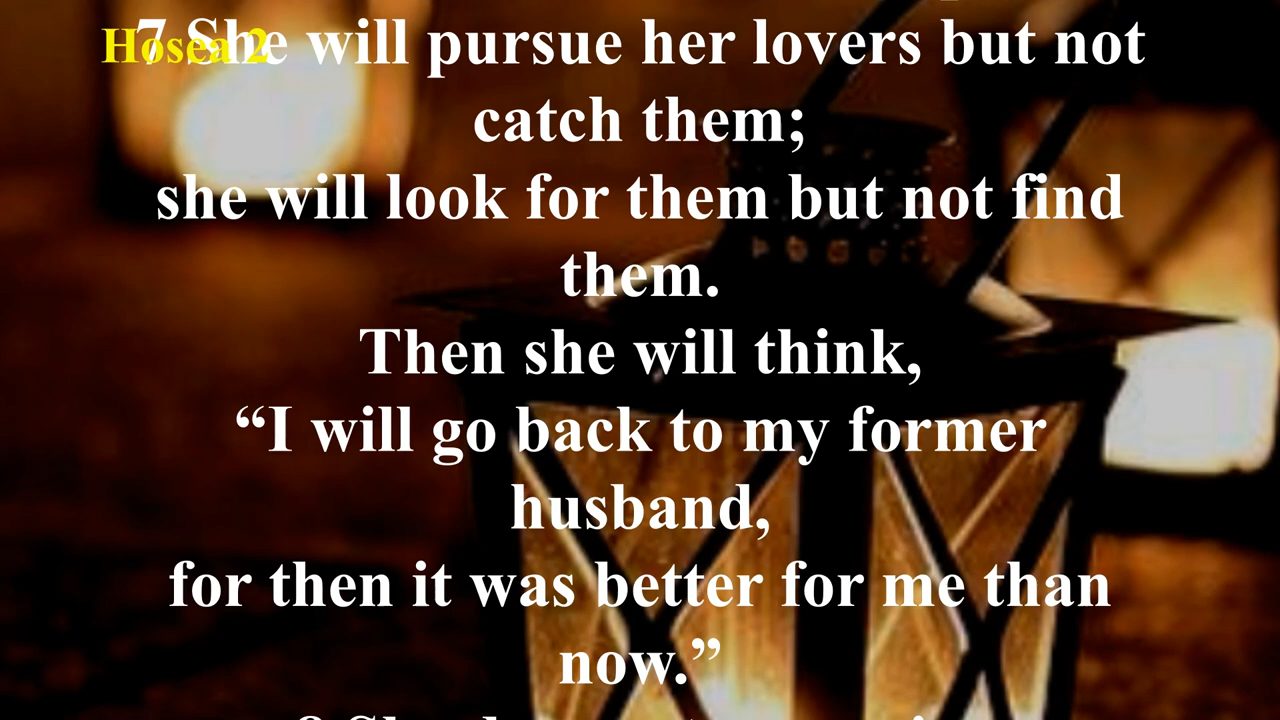 Hosea 2
7 She will pursue her lovers but not
catch them;
she will look for them but not find
them.
Then she will think,
“I will go back to my former
husband,
for then it was better for me than
now.”